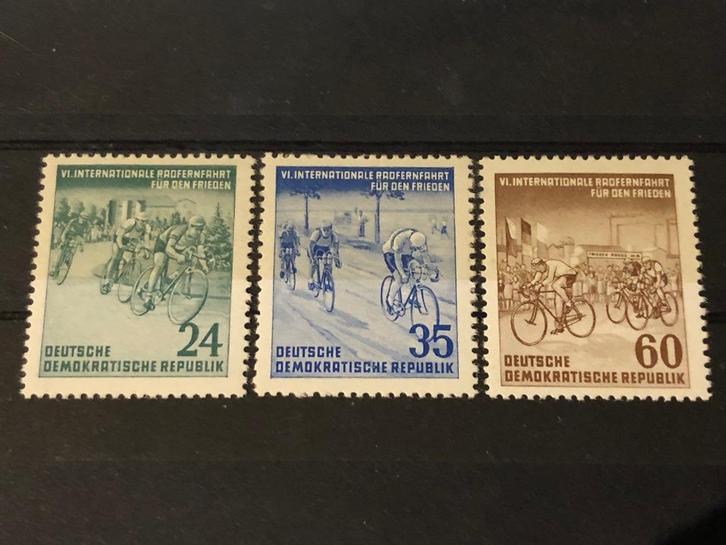 VI. INTERNATIONALE RADFERNFAHRT
FÜR DEN FRIEDEN
24
DEUTSCHE
DEMOKRATISCHE REPUBLIK
VI. INTERNATIONALE RADFERNFAHRT
FÜR DEN FRIEDEN
35
DEUTSCHE
DEMOKRATISCHE REPUBLIK
VI. INTERNATIONALE RADFERNFAHRT
FÜR DEN FRIEDEN
60
DEUTSCHE
DEMOKRATISCHE REPUBLIK